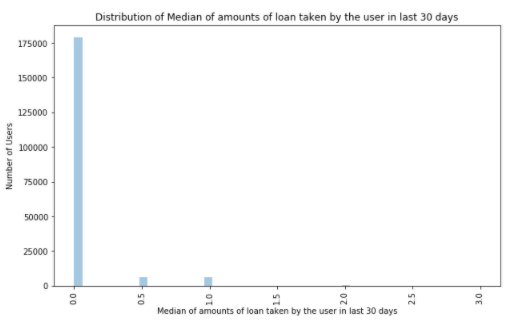 Distribution of Median of amounts of loan taken by the user in last 30 days
175000
150000
125000
100000
75000
50000
25000
0
Number of Users
0.0 0.5 1.0 1.5 2.0 2.5 3.0
Median of amounts of loan taken by the user in last 30 days